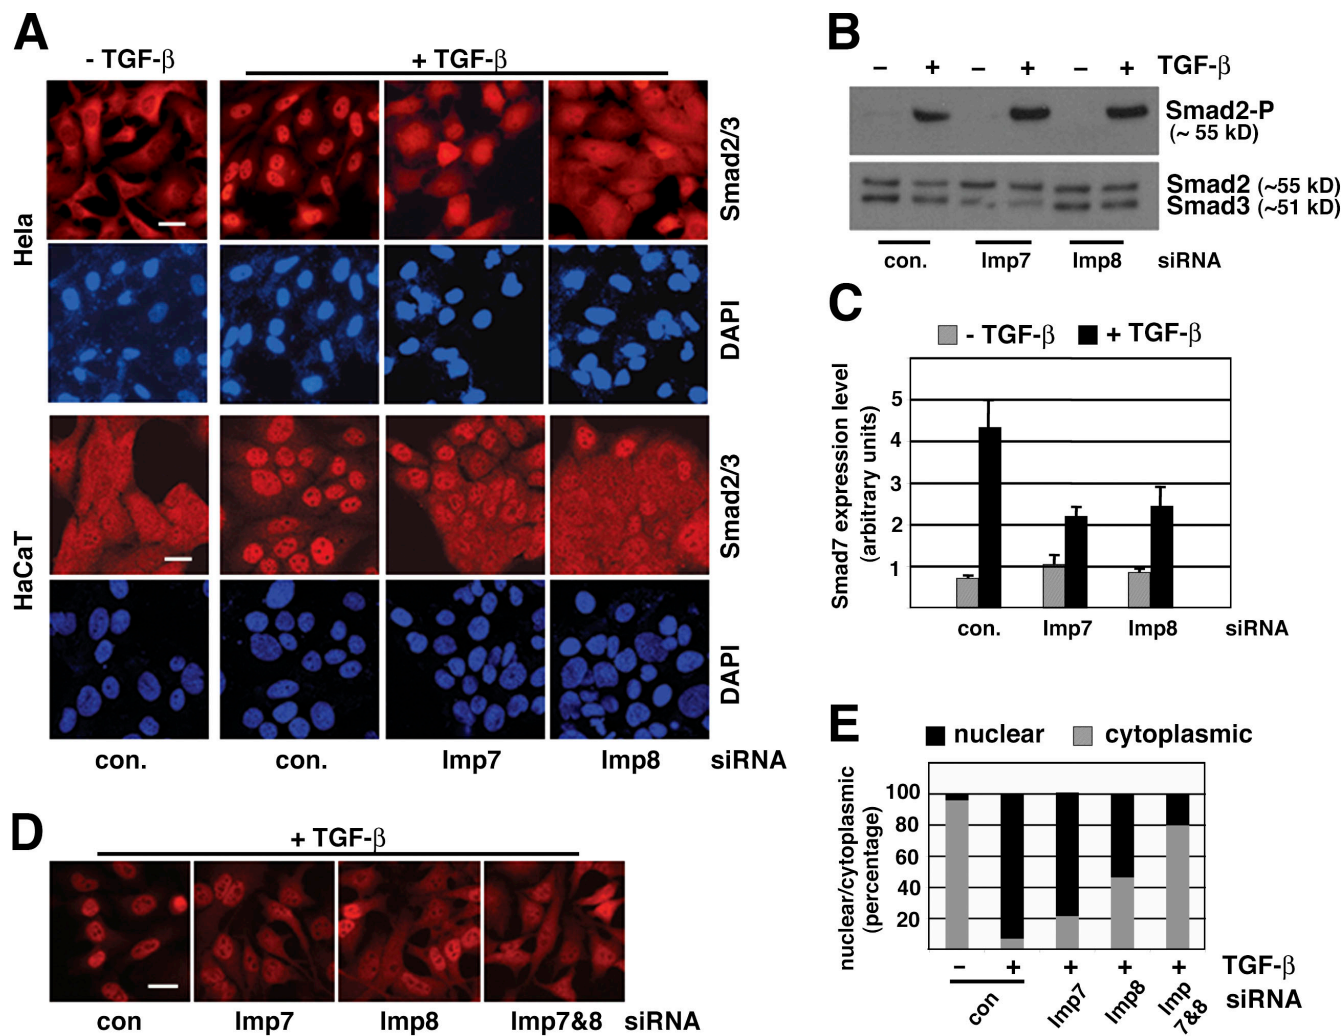 A
- TGF-β
+ TGF-β
Hela
Smad2/3
DAPI
HaCaT
Smad2/3
DAPI
con.
con.
Imp7
Imp8
siRNA
B
– + – + – + TGF-β
Smad2-P
(~ 55 kD)
Smad2 (~55 kD)
Smad3 (~51 kD)
con.
Imp7
Imp8
siRNA
C
- TGF-β
+ TGF-β
Smad7 expression level
(arbitrary units)
5
4
3
2
1
con.
Imp7
Imp8
siRNA
D
+ TGF-β
con
Imp7
Imp8
Imp7&8
siRNA
E
nuclear
cytoplasmic
nuclear/cytoplasmic
(percentage)
100
80
60
40
20
– + + + + TGF-β
con
Imp7
Imp8
Imp
7&8
siRNA